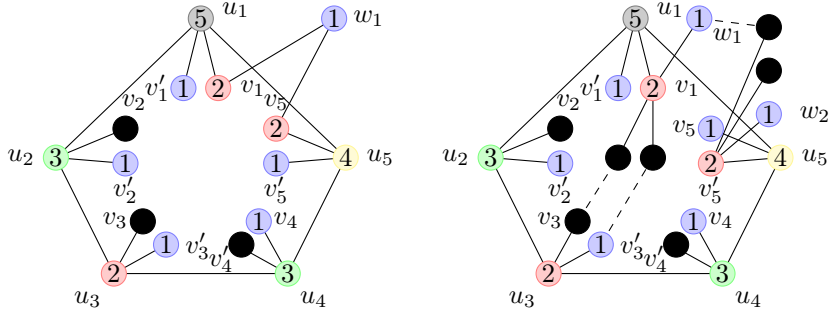 5 u₁ 1 w₁
v′₁ 1 2 v₁ v₅
v₂ 2
u₂ 3 1 v′₂ 1 v′₅ 4 u₅
v₃ 1 v₄
1 v′₃ v′₄
u₃ 2 3 u₄
5 u₁ 1 w₁
v′₁ 1 2 v₁
v₂ v₅ 1 1 w₂
u₂ 3 1 v′₂ 2 v′₅ 4 u₅
v₃ 1 v₄
1 v′₃ v′₄
u₃ 2 3 u₄